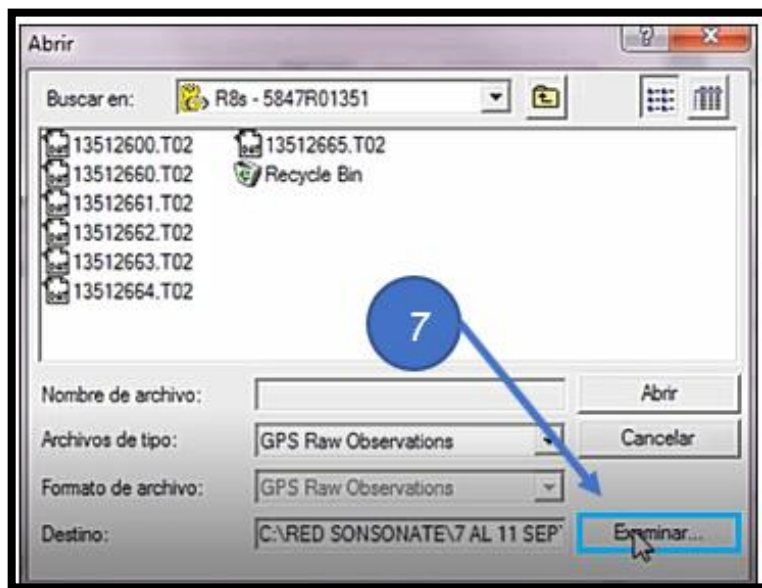 Abrir
Buscar en: R8s - 5847R01351
13512600.T02 13512665.T02
13512660.T02 Recycle Bin
13512661.T02
13512662.T02
13512663.T02
13512664.T02
7
Nombre de archivo: Abrir
Archivos de tipo: GPS Raw Observations Cancelar
Formato de archivo: GPS Raw Observations
Destino: C:\RED SONSONATE\7 AL 11 SEP Examinar...